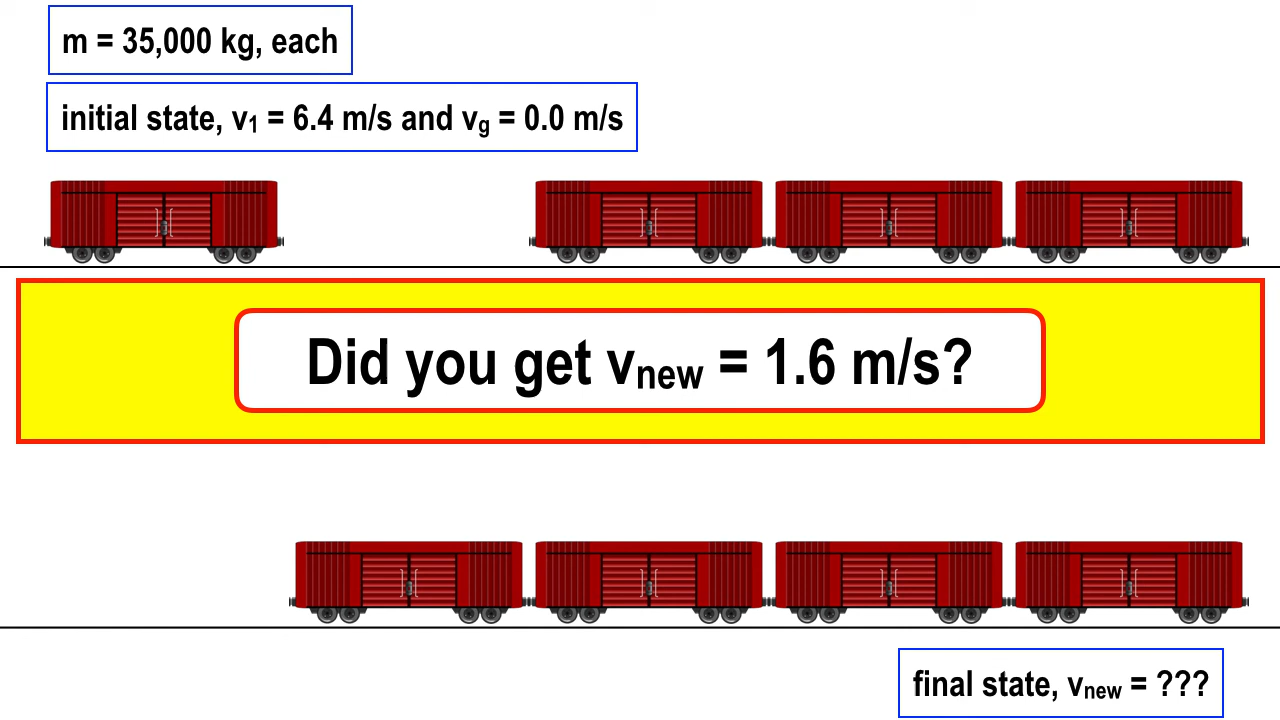 m = 35,000 kg, each
initial state, v₁ = 6.4 m/s and vg = 0.0 m/s
Did you get vnew = 1.6 m/s?
final state, vnew = ???